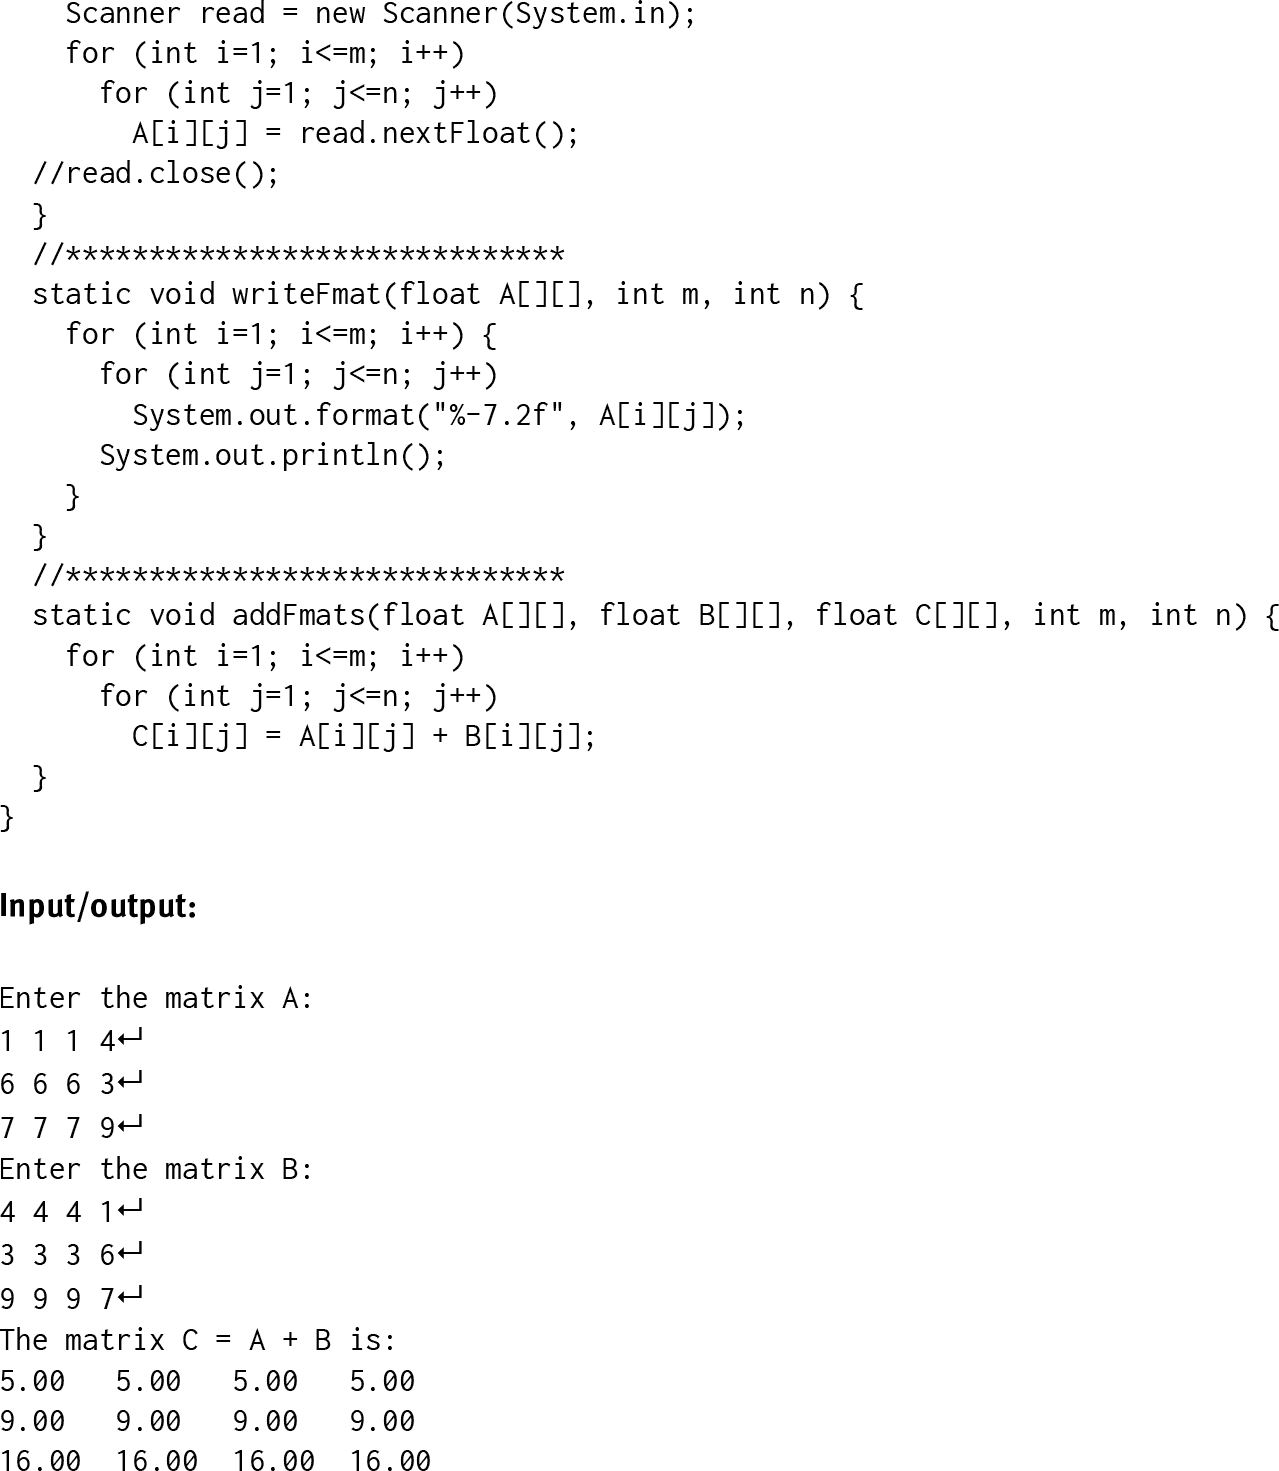 Scanner read = new Scanner(System.in);
    for (int i=1; i<=m; i++)
      for (int j=1; j<=n; j++)
        A[i][j] = read.nextFloat();
  //read.close();
  }
  //******************************
  static void writeFmat(float A[][], int m, int n) {
    for (int i=1; i<=m; i++) {
      for (int j=1; j<=n; j++)
        System.out.format("%-7.2f", A[i][j]);
      System.out.println();
    }
  }
  //******************************
  static void addFmats(float A[][], float B[][], float C[][], int m, int n) {
    for (int i=1; i<=m; i++)
      for (int j=1; j<=n; j++)
        C[i][j] = A[i][j] + B[i][j];
  }
}
Input/output:
Enter the matrix A:
1 1 1 4↵
6 6 6 3↵
7 7 7 9↵
Enter the matrix B:
4 4 4 1↵
3 3 3 6↵
9 9 9 7↵
The matrix C = A + B is:
5.00   5.00   5.00   5.00
9.00   9.00   9.00   9.00
16.00  16.00  16.00  16.00